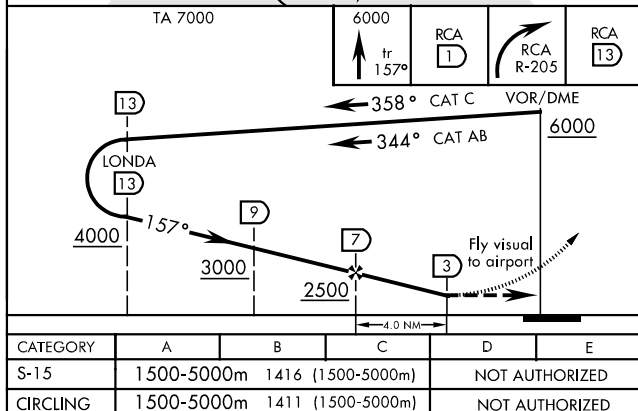 TA 7000
6000
tr
157°
RCA
1
RCA
R-205
RCA
13
13
358° CAT C
VOR/DME
344° CAT AB
6000
LONDA
13
157°
4000
9
3000
7
2500
3
Fly visual
to airport
4.0 NM
CATEGORY A B C D E
S-15 1500-5000m 1416 (1500-5000m) NOT AUTHORIZED
CIRCLING 1500-5000m 1411 (1500-5000m) NOT AUTHORIZED